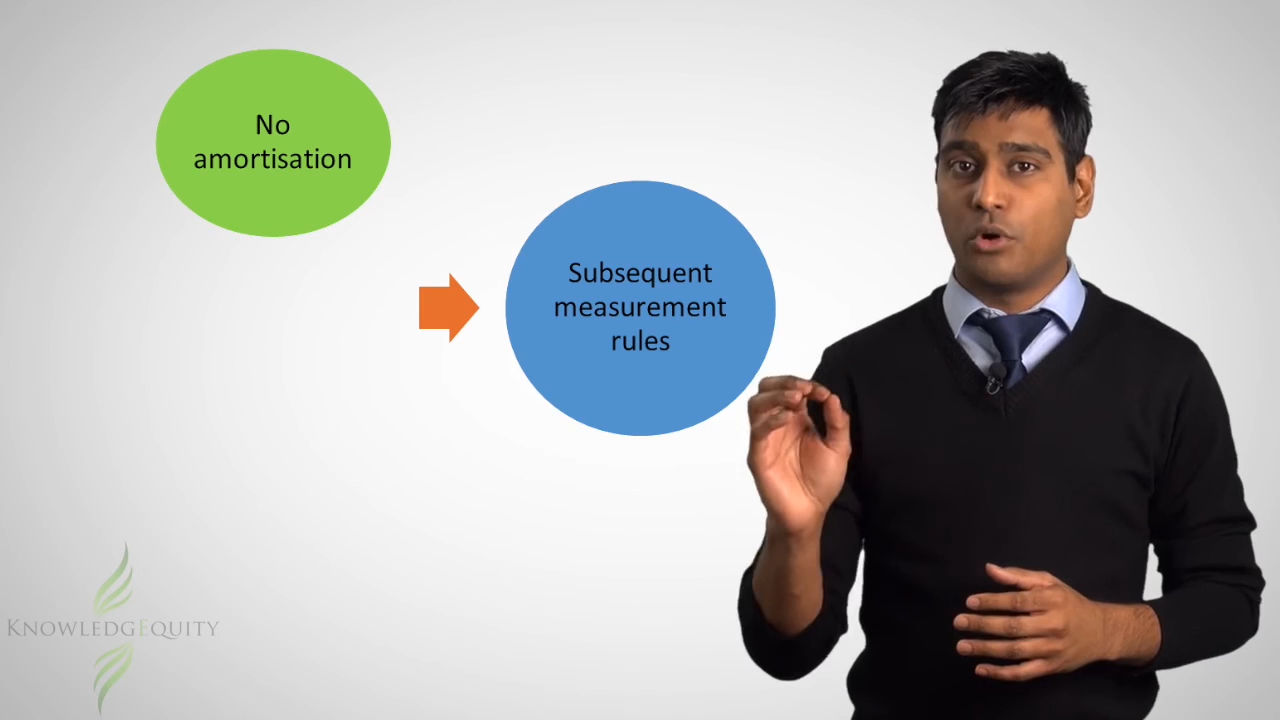 No
amortisation
Subsequent
measurement
rules
KNOWLEDGEQUITY